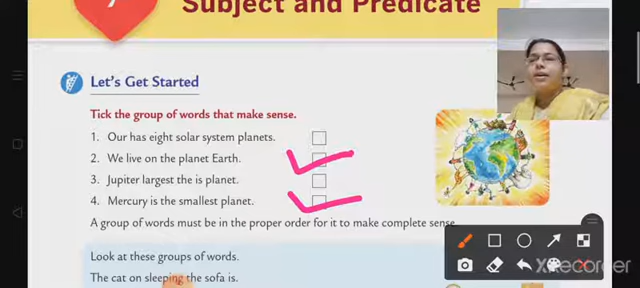 Subject and Predicate
Let's Get Started
Tick the group of words that make sense.
1. Our has eight solar system planets.
2. We live on the planet Earth.
3. Jupiter largest the is planet.
4. Mercury is the smallest planet.
A group of words must be in the proper order for it to make complete sense.
Look at these groups of words.
The cat on sleeping the sofa is.
XRecorder